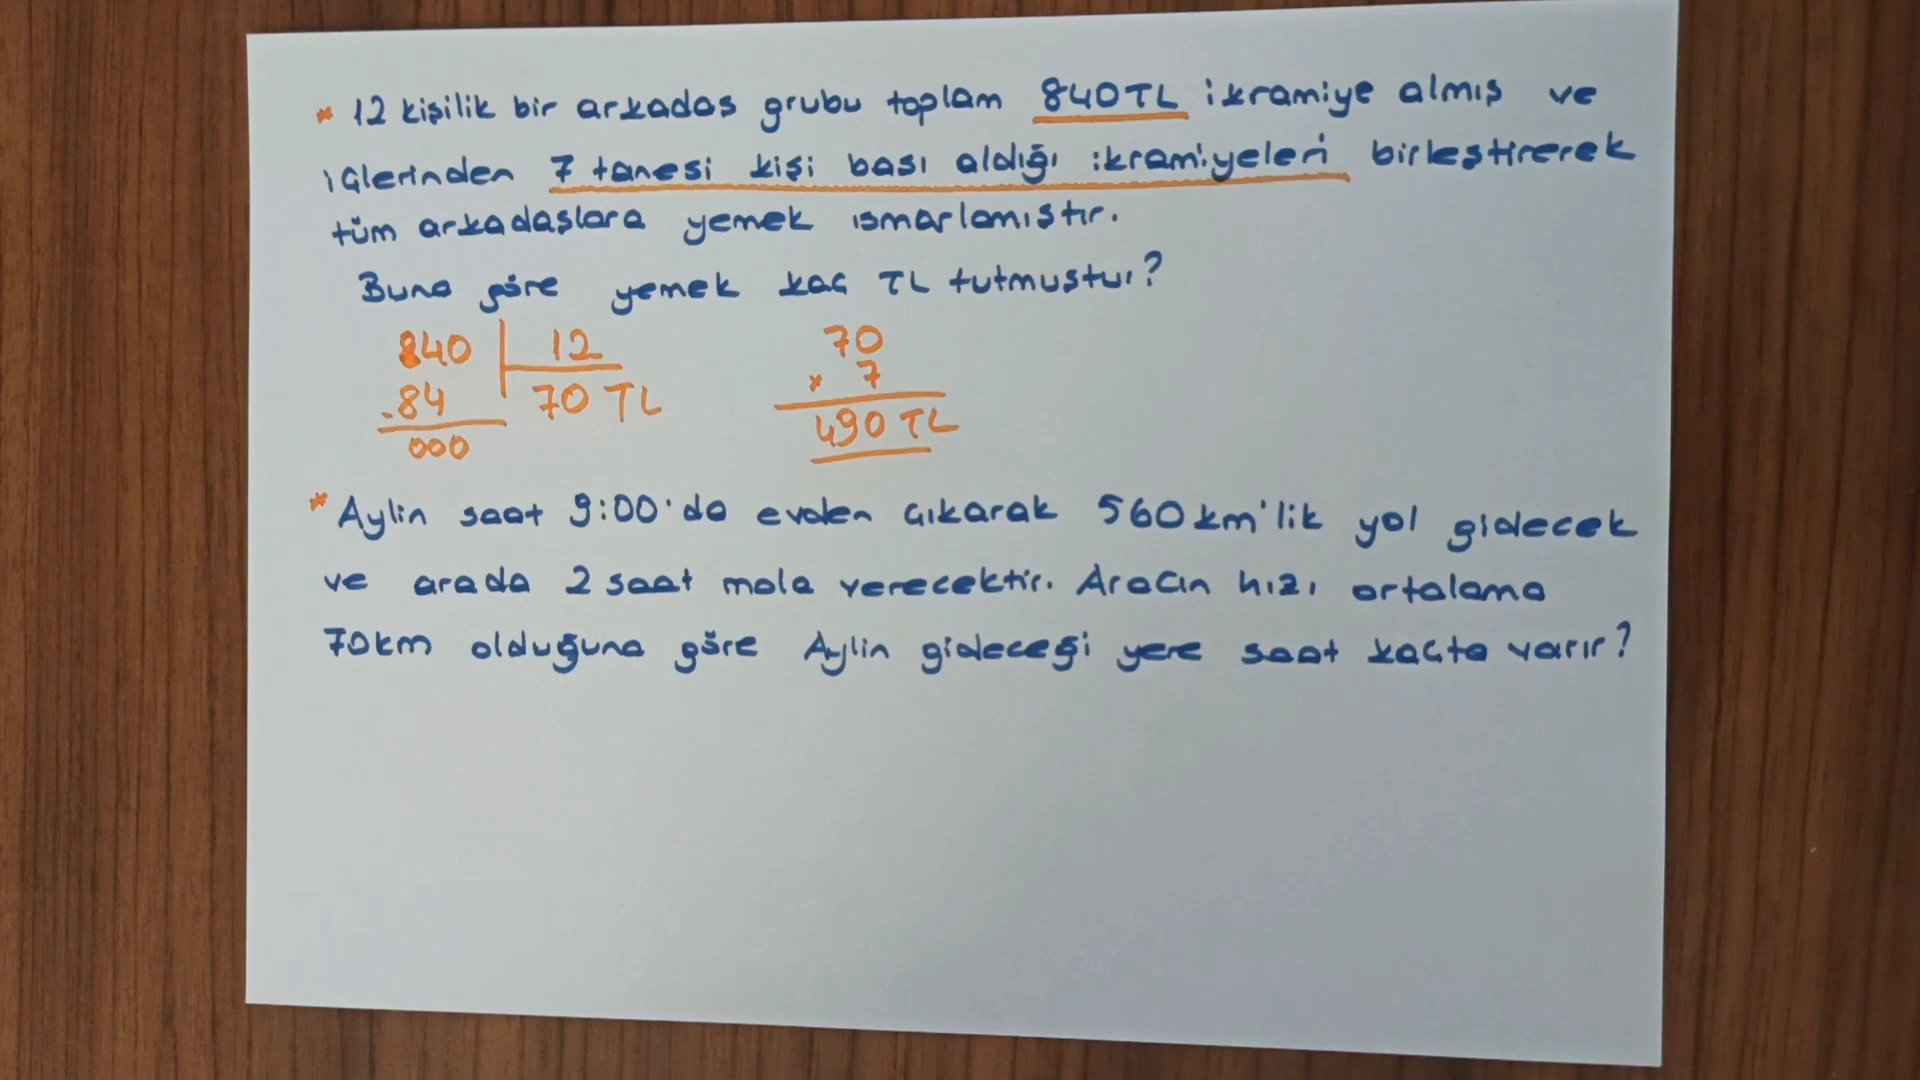 * 12 kişilik bir arkadaş grubu toplam 840TL ikramiye almış ve
içlerinden 7 tanesi kişi başı aldığı ikramiyeleri birleştirerek
tüm arkadaşlara yemek ısmarlamıştır.
Buna göre yemek kaç TL tutmuştur?
840 | 12
-84 70 TL
000
70
x 7
490 TL
* Aylin saat 9:00'da evden çıkarak 560 km'lik yol gidecek
ve arada 2 saat mola verecektir. Aracın hızı ortalama
70km olduğuna göre Aylin gideceği yere saat kaçta varır?